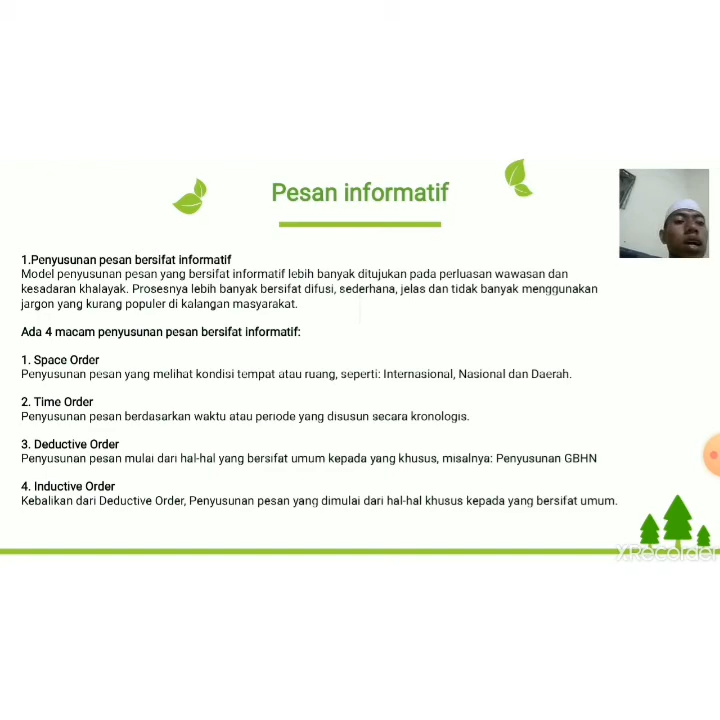 Pesan informatif
1.Penyusunan pesan bersifat informatif
Model penyusunan pesan yang bersifat informatif lebih banyak ditujukan pada perluasan wawasan dan
kesadaran khalayak. Prosesnya lebih banyak bersifat difusi, sederhana, jelas dan tidak banyak menggunakan
jargon yang kurang populer di kalangan masyarakat.
Ada 4 macam penyusunan pesan bersifat informatif:
1. Space Order
Penyusunan pesan yang melihat kondisi tempat atau ruang, seperti: Internasional, Nasional dan Daerah.
2. Time Order
Penyusunan pesan berdasarkan waktu atau periode yang disusun secara kronologis.
3. Deductive Order
Penyusunan pesan mulai dari hal-hal yang bersifat umum kepada yang khusus, misalnya: Penyusunan GBHN
4. Inductive Order
Kebalikan dari Deductive Order, Penyusunan pesan yang dimulai dari hal-hal khusus kepada yang bersifat umum.
XRecorder